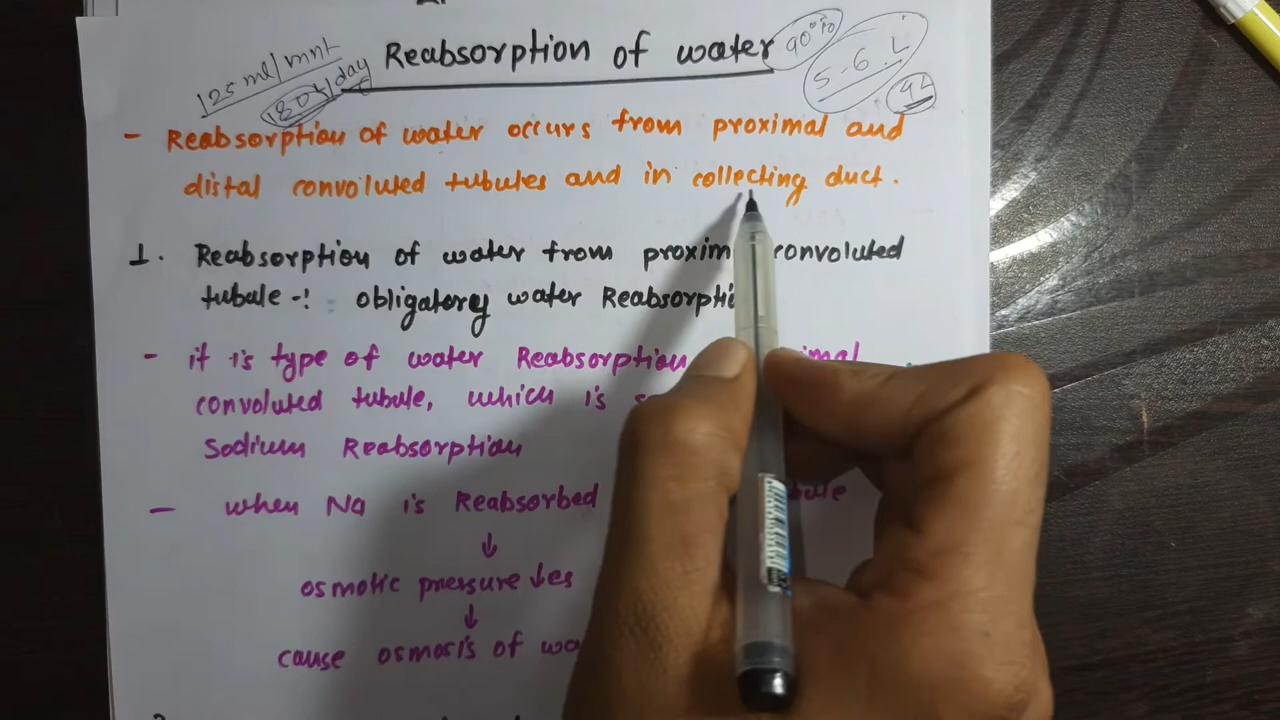 Reabsorption of water
90%
5-6 L
125 ml/mnt
180 L/day
- Reabsorption of water occurs from proximal and
distal convoluted tubules and in collecting duct.
1. Reabsorption of water from proxim convoluted
tubule -: obligatory water Reabsorpti
- it is type of water Reabsorption imal
convoluted tubule, which is
Sodium Reabsorption
- when Na is Reabsorbed bule
↓
osmotic pressure ↓es
↓
cause osmosis of wa